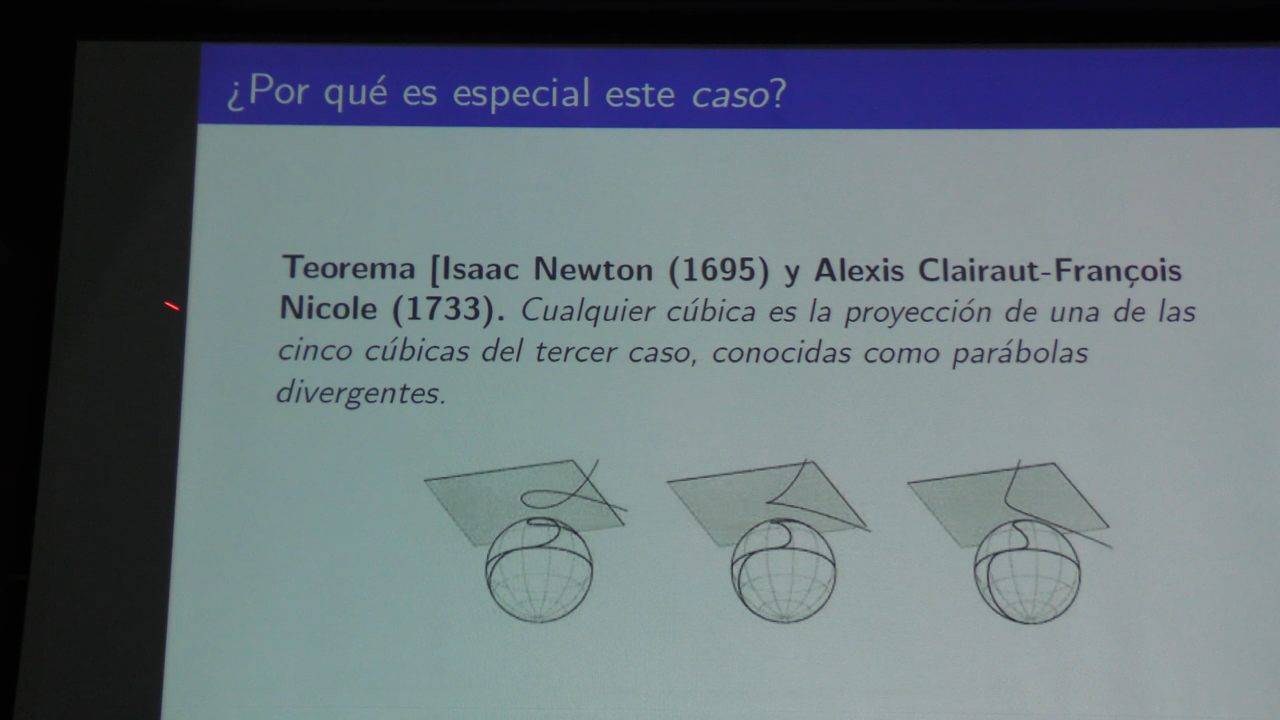 ¿Por qué es especial este caso?
Teorema [Isaac Newton (1695) y Alexis Clairaut-François
Nicole (1733). Cualquier cúbica es la proyección de una de las
cinco cúbicas del tercer caso, conocidas como parábolas
divergentes.